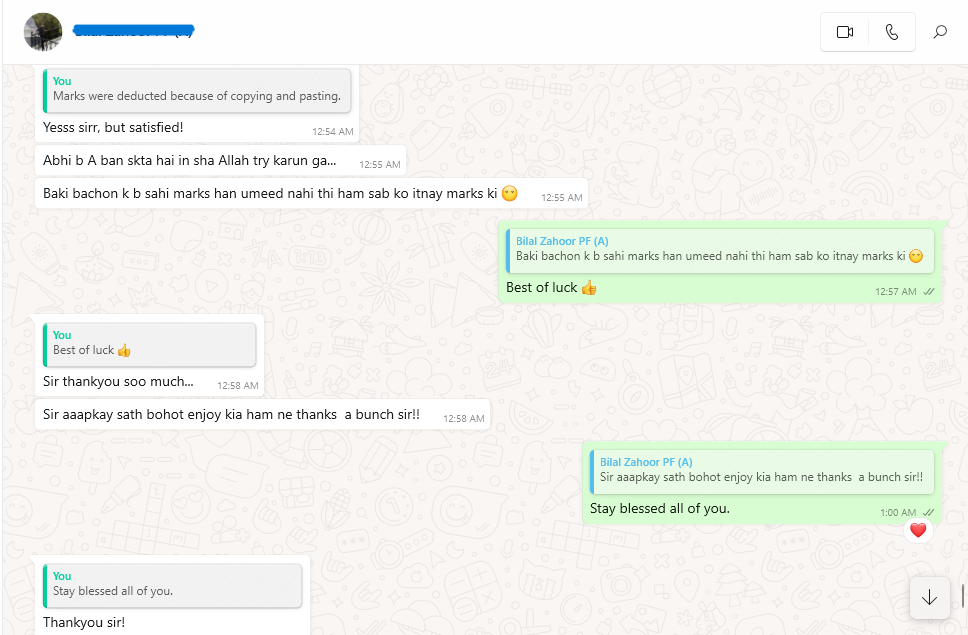 You
Marks were deducted because of copying and pasting.
Yesss sirr, but satisfied!
12:54 AM
Abhi b A ban skta hai in sha Allah try karun ga...
12:55 AM
Baki bachon k b sahi marks han umeed nahi thi ham sab ko itnay marks ki 😶
12:55 AM
Bilal Zahoor PF (A)
Baki bachon k b sahi marks han umeed nahi thi ham sab ko itnay marks ki 😶
Best of luck 👍
12:57 AM
You
Best of luck 👍
Sir thankyou soo much...
12:58 AM
Sir aaapkay sath bohot enjoy kia ham ne thanks a bunch sir!!
12:58 AM
Bilal Zahoor PF (A)
Sir aaapkay sath bohot enjoy kia ham ne thanks a bunch sir!!
Stay blessed all of you.
1:00 AM
❤️
You
Stay blessed all of you.
Thankyou sir!